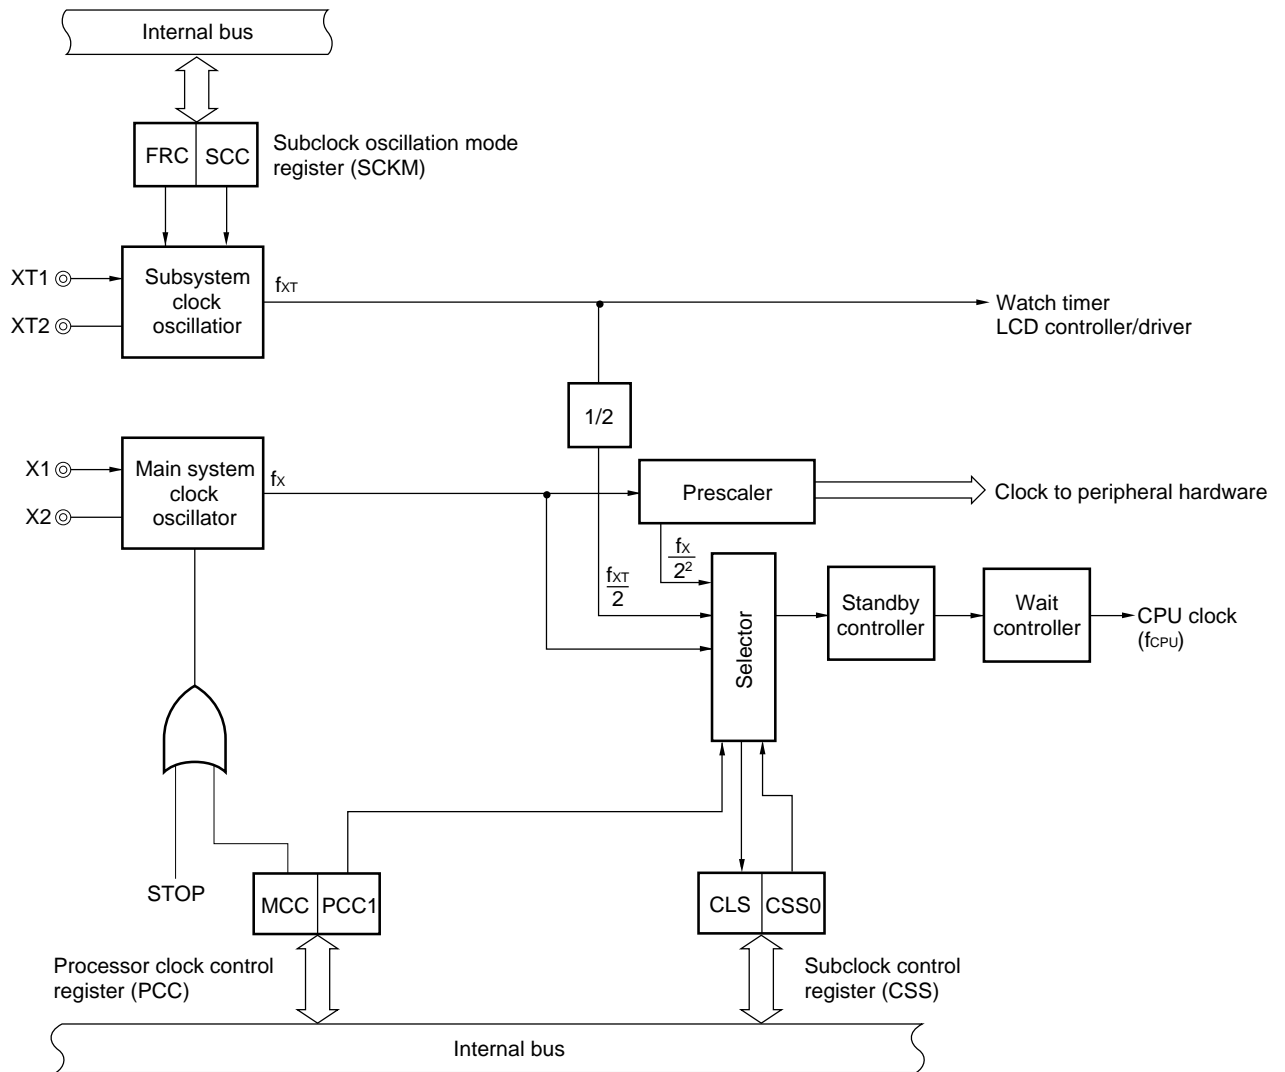 Internal bus
FRC SCC
Subclock oscillation mode
register (SCKM)
XT1
XT2
Subsystem
clock
oscillatior
fXT
Watch timer
LCD controller/driver
1/2
X1
X2
Main system
clock
oscillator
fX
Prescaler
Clock to peripheral hardware
fX
2²
fXT
2
Selector
Standby
controller
Wait
controller
CPU clock
(fCPU)
STOP
MCC PCC1
CLS CSS0
Processor clock control
register (PCC)
Subclock control
register (CSS)
Internal bus